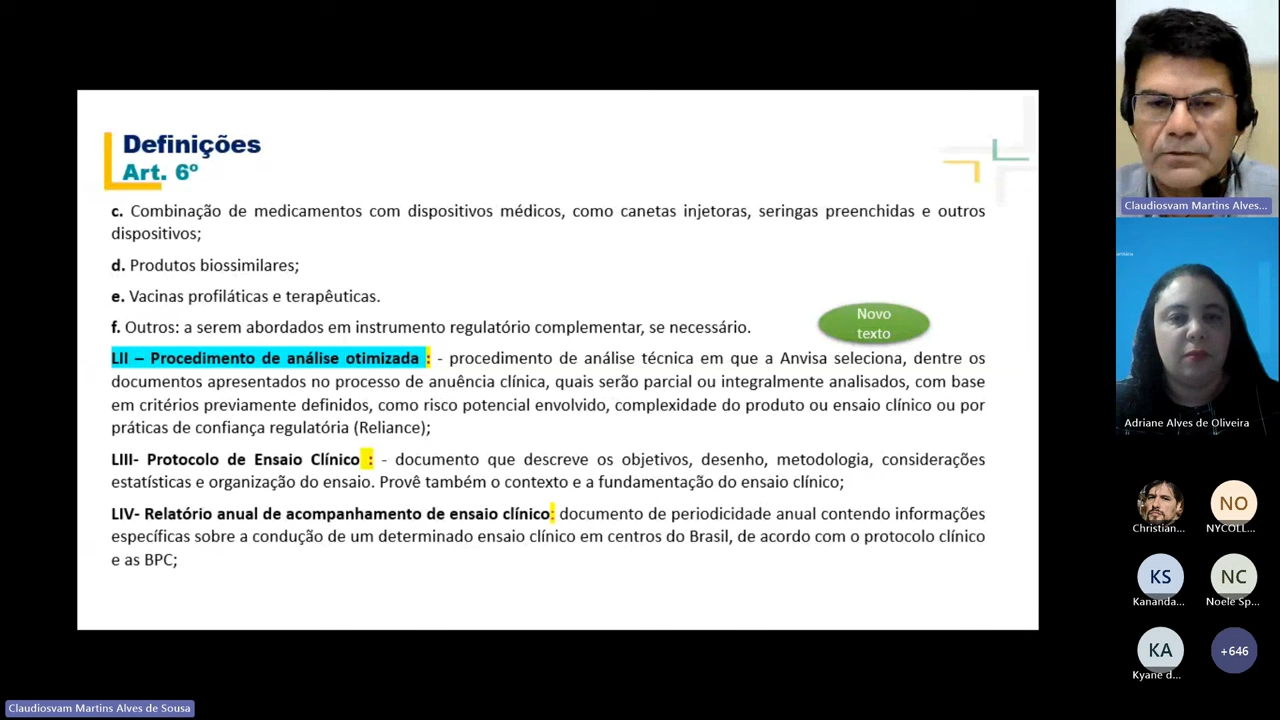 Definições
Art. 6º
c. Combinação de medicamentos com dispositivos médicos, como canetas injetoras, seringas preenchidas e outros
dispositivos;
d. Produtos biossimilares;
e. Vacinas profiláticas e terapêuticas.
f. Outros: a serem abordados em instrumento regulatório complementar, se necessário.
Novo
texto
LII – Procedimento de análise otimizada : - procedimento de análise técnica em que a Anvisa seleciona, dentre os
documentos apresentados no processo de anuência clínica, quais serão parcial ou integralmente analisados, com base
em critérios previamente definidos, como risco potencial envolvido, complexidade do produto ou ensaio clínico ou por
práticas de confiança regulatória (Reliance);
LIII- Protocolo de Ensaio Clínico : - documento que descreve os objetivos, desenho, metodologia, considerações
estatísticas e organização do ensaio. Provê também o contexto e a fundamentação do ensaio clínico;
LIV- Relatório anual de acompanhamento de ensaio clínico: documento de periodicidade anual contendo informações
específicas sobre a condução de um determinado ensaio clínico em centros do Brasil, de acordo com o protocolo clínico
e as BPC;
Claudiosvam Martins Alves...
Adriane Alves de Oliveira
Christian...
NO
NYCOLL...
KS
Kananda...
NC
Noele Sp...
KA
Kyane d...
+646
Claudiosvam Martins Alves de Sousa